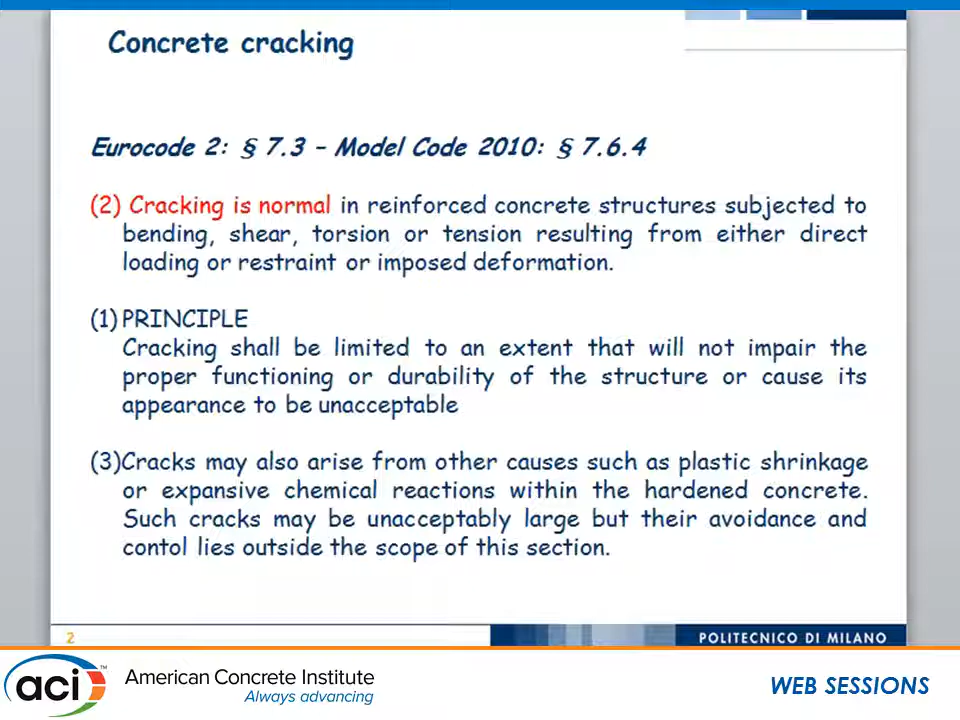 Concrete cracking
Eurocode 2: § 7.3 – Model Code 2010: § 7.6.4
(2) Cracking is normal in reinforced concrete structures subjected to
bending, shear, torsion or tension resulting from either direct
loading or restraint or imposed deformation.
(1) PRINCIPLE
Cracking shall be limited to an extent that will not impair the
proper functioning or durability of the structure or cause its
appearance to be unacceptable
(3)Cracks may also arise from other causes such as plastic shrinkage
or expansive chemical reactions within the hardened concrete.
Such cracks may be unacceptably large but their avoidance and
contol lies outside the scope of this section.
2
POLITECNICO DI MILANO
aci™
American Concrete Institute
Always advancing
WEB SESSIONS